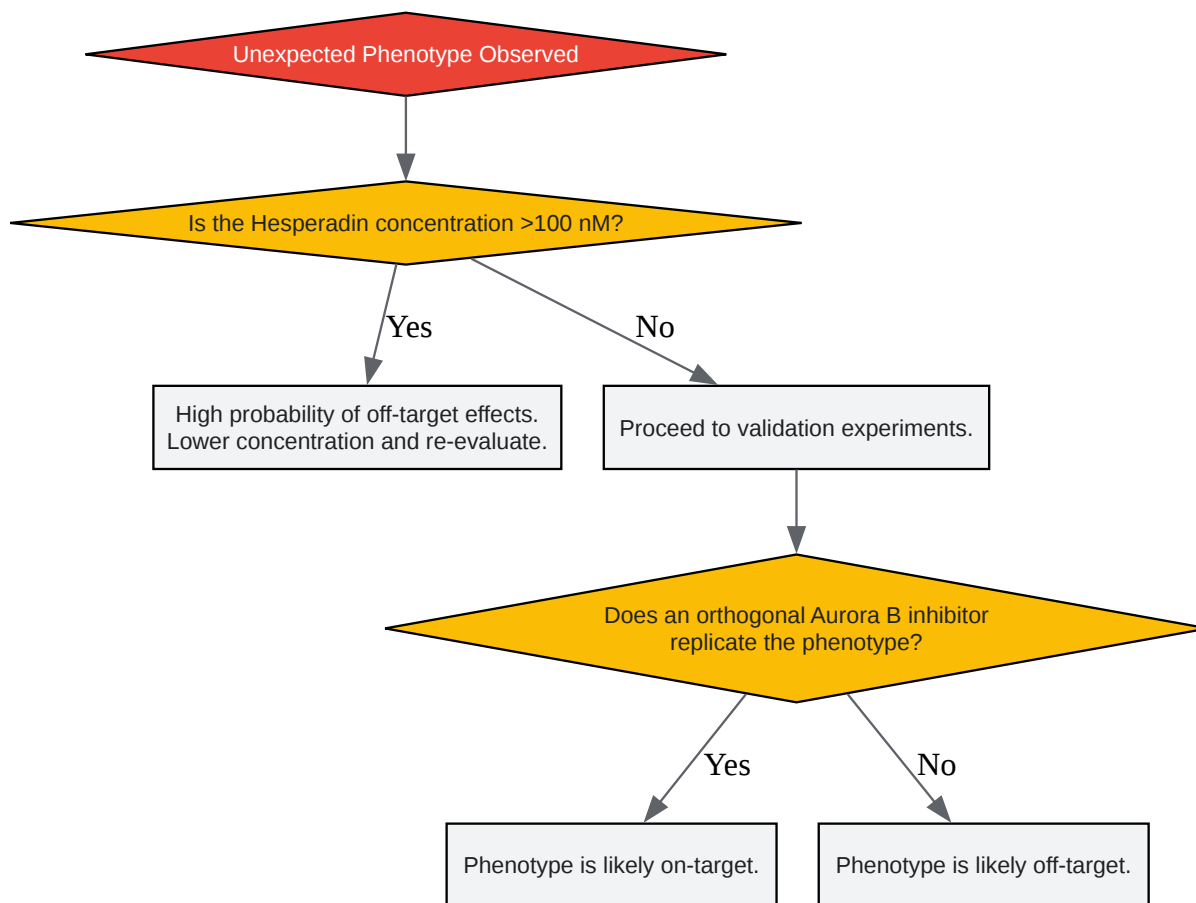 Unexpected Phenotype Observed
Is the Hesperadin concentration >100 nM?
Yes
No
High probability of off-target effects.
Lower concentration and re-evaluate.
Proceed to validation experiments.
Does an orthogonal Aurora B inhibitor
replicate the phenotype?
Yes
No
Phenotype is likely on-target.
Phenotype is likely off-target.